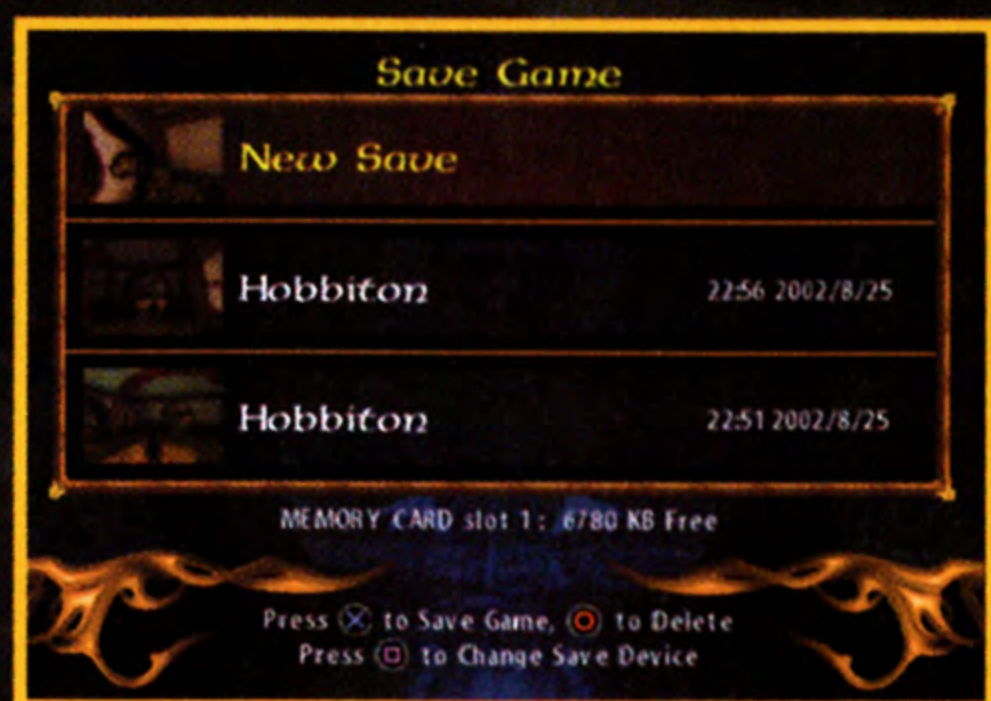 Save Game
New Save
Hobbiton 22:56 2002/8/25
Hobbiton 22:51 2002/8/25
MEMORY CARD slot 1: 6780 KB Free
Press ⓧ to Save Game, ⓞ to Delete
Press □ to Change Save Device